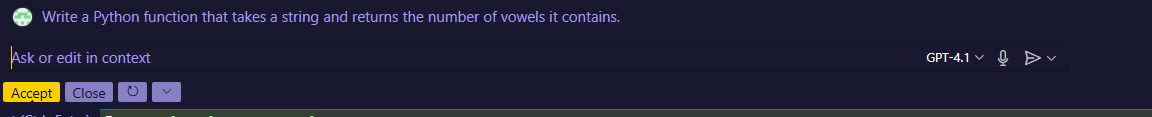 Write a Python function that takes a string and returns the number of vowels it contains.
Ask or edit in context
GPT-4.1
Accept Close